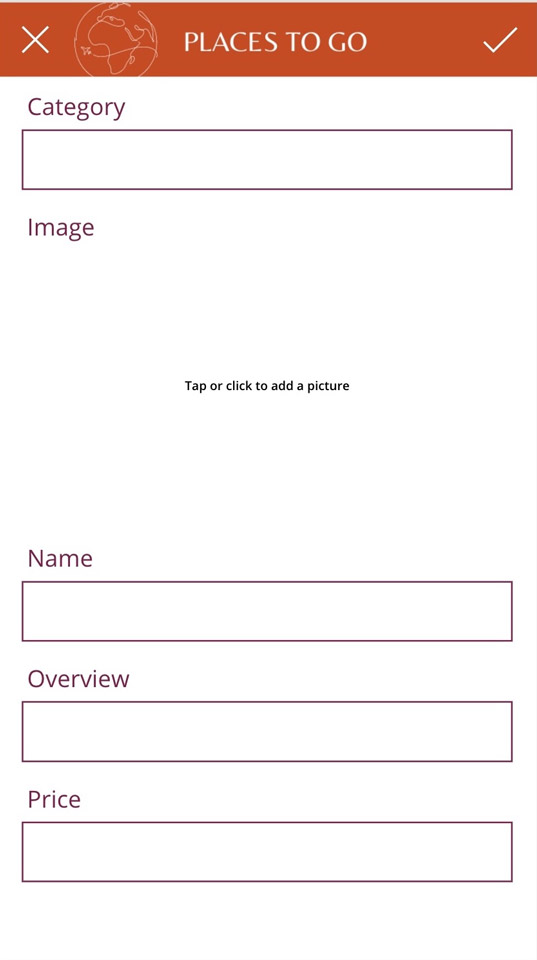 PLACES TO GO
Category
Image
Tap or click to add a picture
Name
Overview
Price